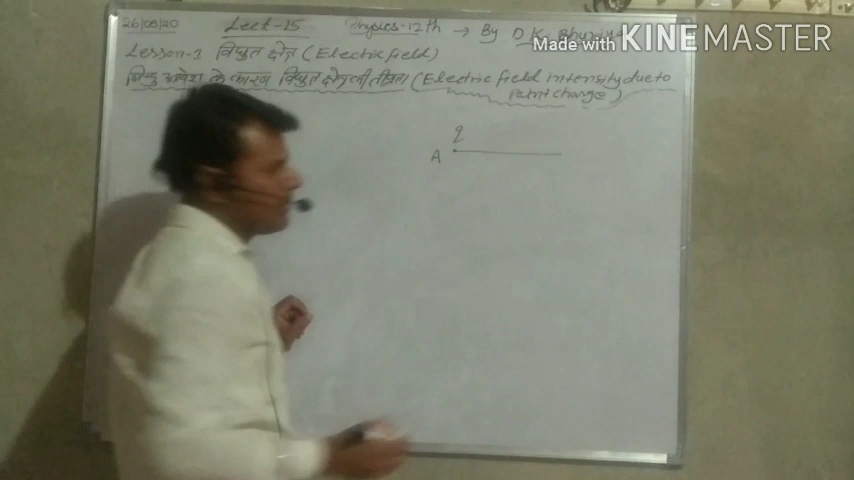 26/05/20 Lect-15 Physics-12th → By D.K.
Made with KINEMASTER
Lesson-1 विद्युत क्षेत्र (Electric field)
बिन्दु आवेश के कारण विद्युत क्षेत्र की तीव्रता (Electric field intensity due to
Point charge)
q
A